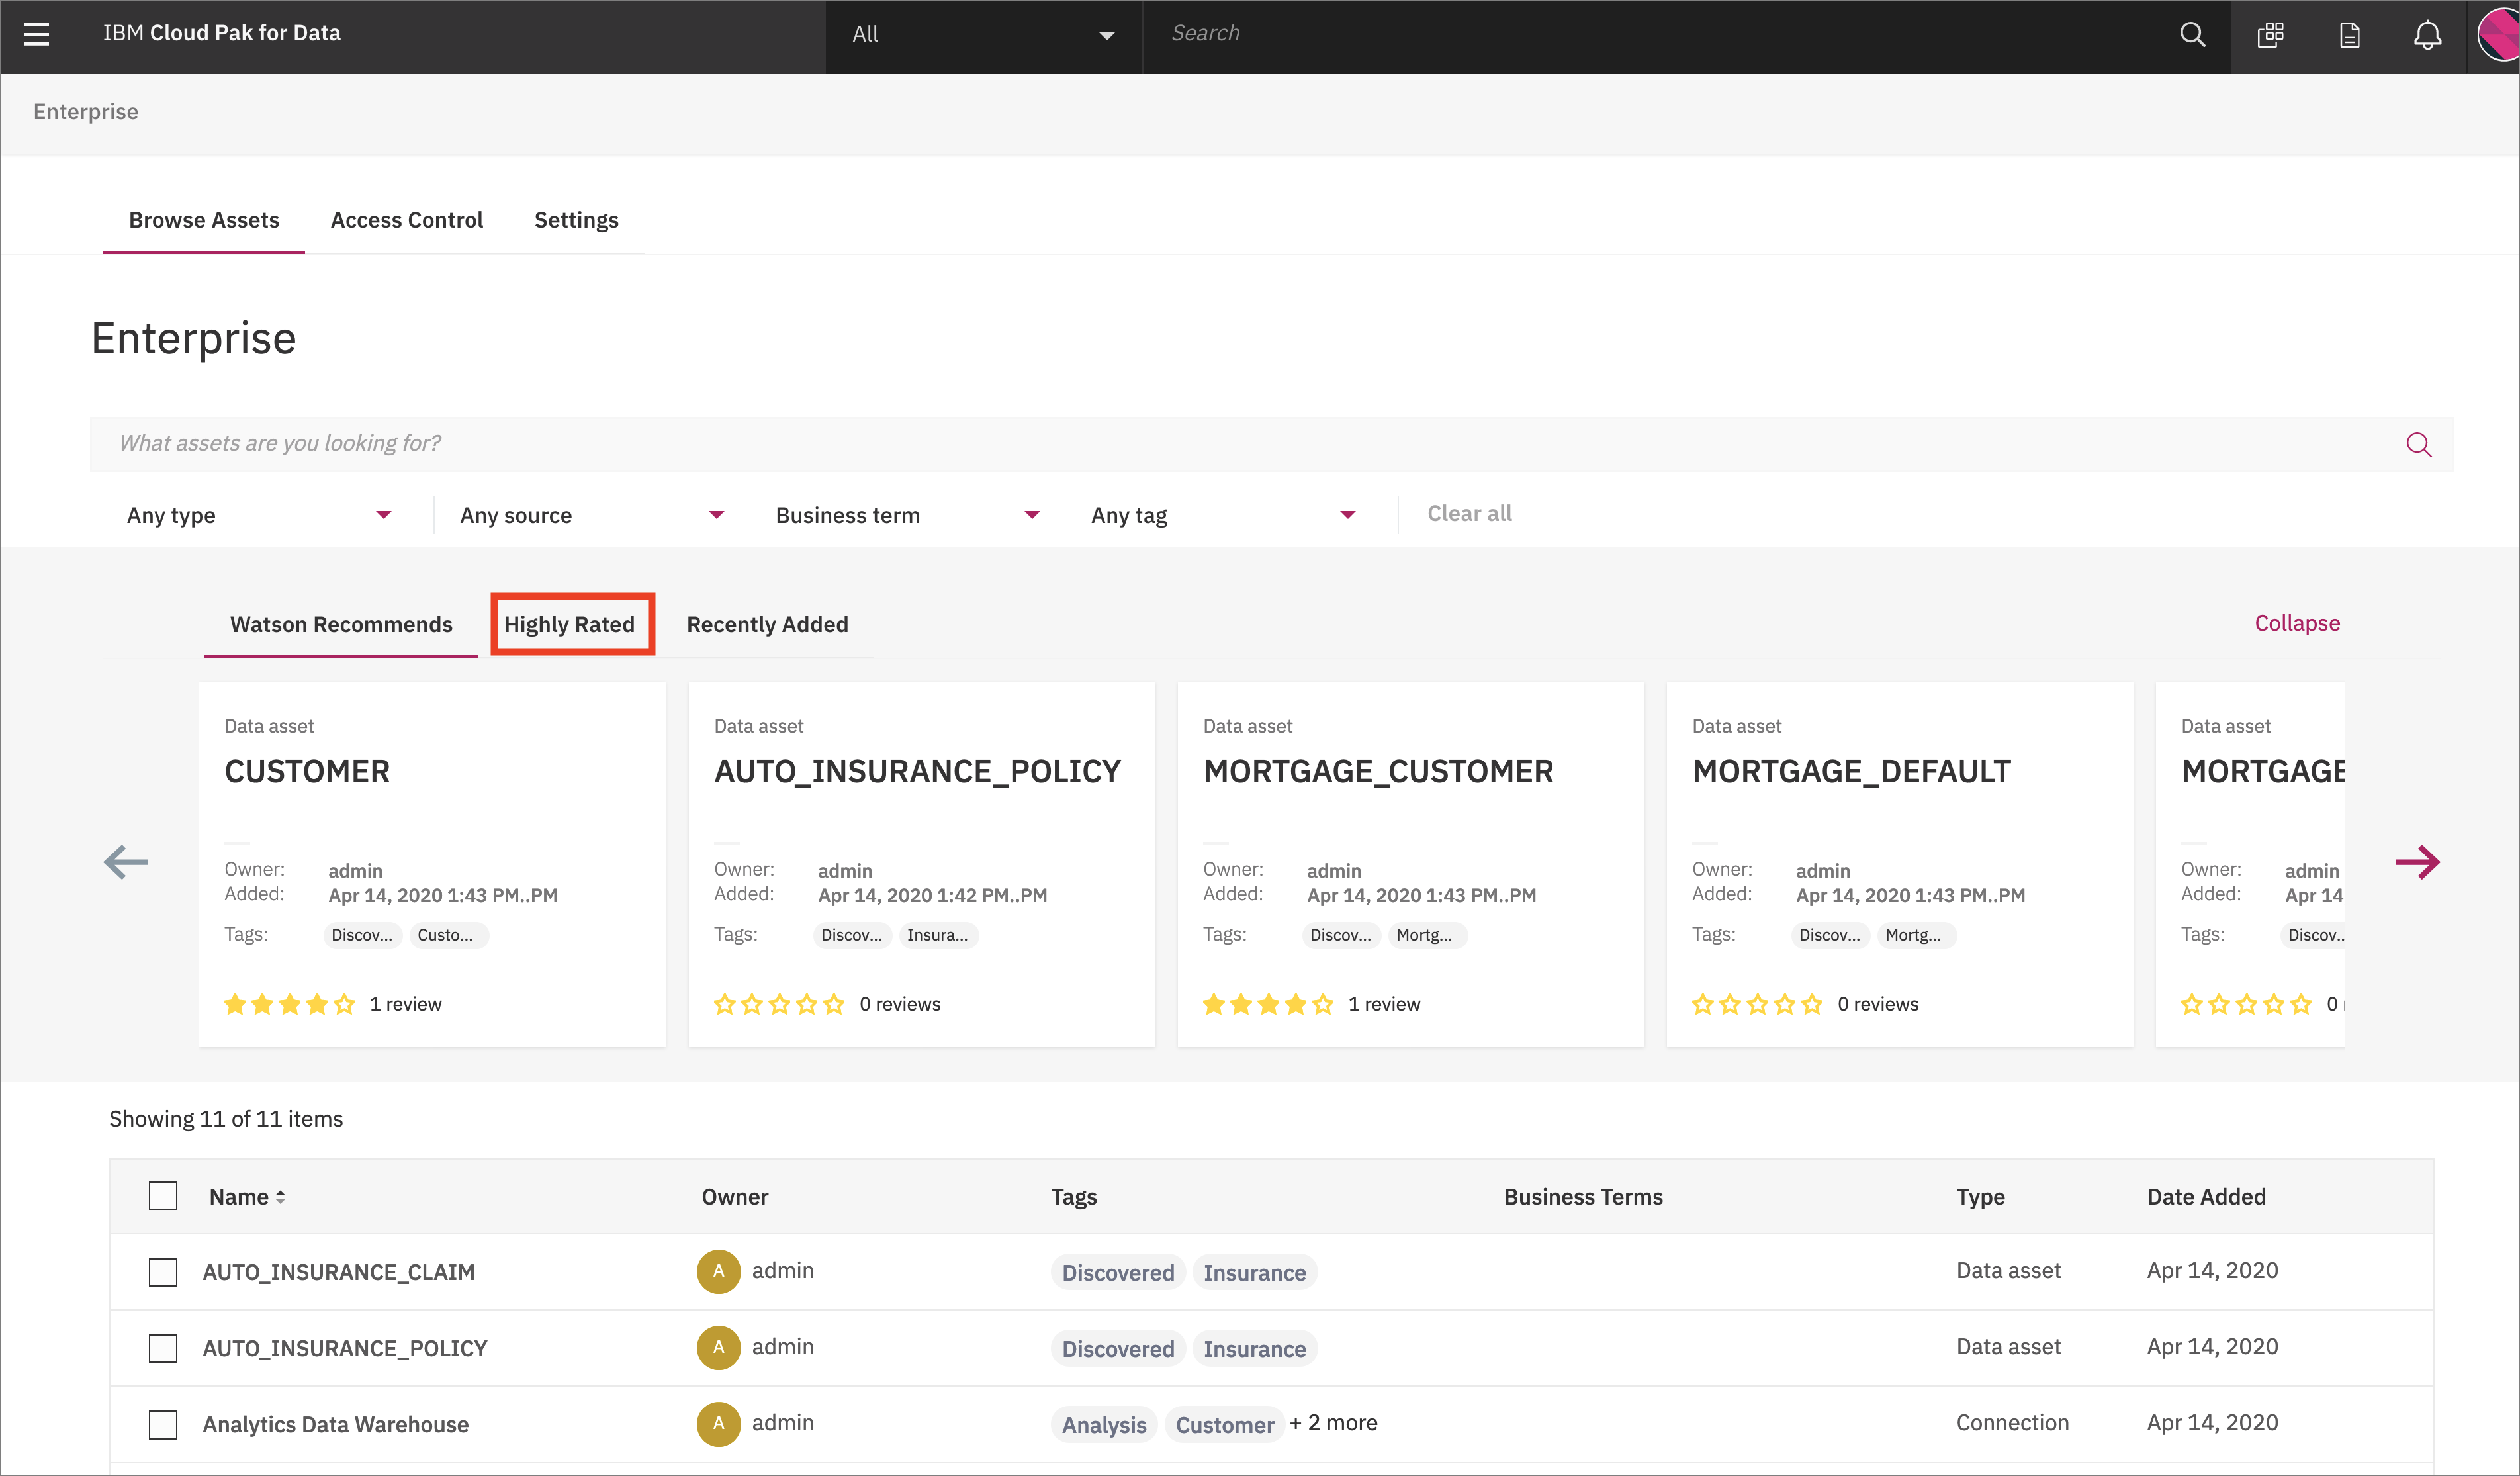 IBM Cloud Pak for Data All Search
Enterprise
Browse Assets Access Control Settings
Enterprise
What assets are you looking for?
Any type Any source Business term Any tag Clear all
Watson Recommends Highly Rated Recently Added Collapse
Data asset Data asset Data asset Data asset Data asset
CUSTOMER AUTO_INSURANCE_POLICY MORTGAGE_CUSTOMER MORTGAGE_DEFAULT MORTGAGE
Owner: admin Owner: admin Owner: admin Owner: admin Owner: admin
Added: Apr 14, 2020 1:43 PM..PM Added: Apr 14, 2020 1:42 PM..PM Added: Apr 14, 2020 1:43 PM..PM Added: Apr 14, 2020 1:43 PM..PM Added: Apr 14,
Tags: Discov... Custo... Tags: Discov... Insura... Tags: Discov... Mortg... Tags: Discov... Mortg... Tags: Discov..
1 review 0 reviews 1 review 0 reviews 0
Showing 11 of 11 items
Name Owner Tags Business Terms Type Date Added
AUTO_INSURANCE_CLAIM A admin Discovered Insurance Data asset Apr 14, 2020
AUTO_INSURANCE_POLICY A admin Discovered Insurance Data asset Apr 14, 2020
Analytics Data Warehouse A admin Analysis Customer + 2 more Connection Apr 14, 2020